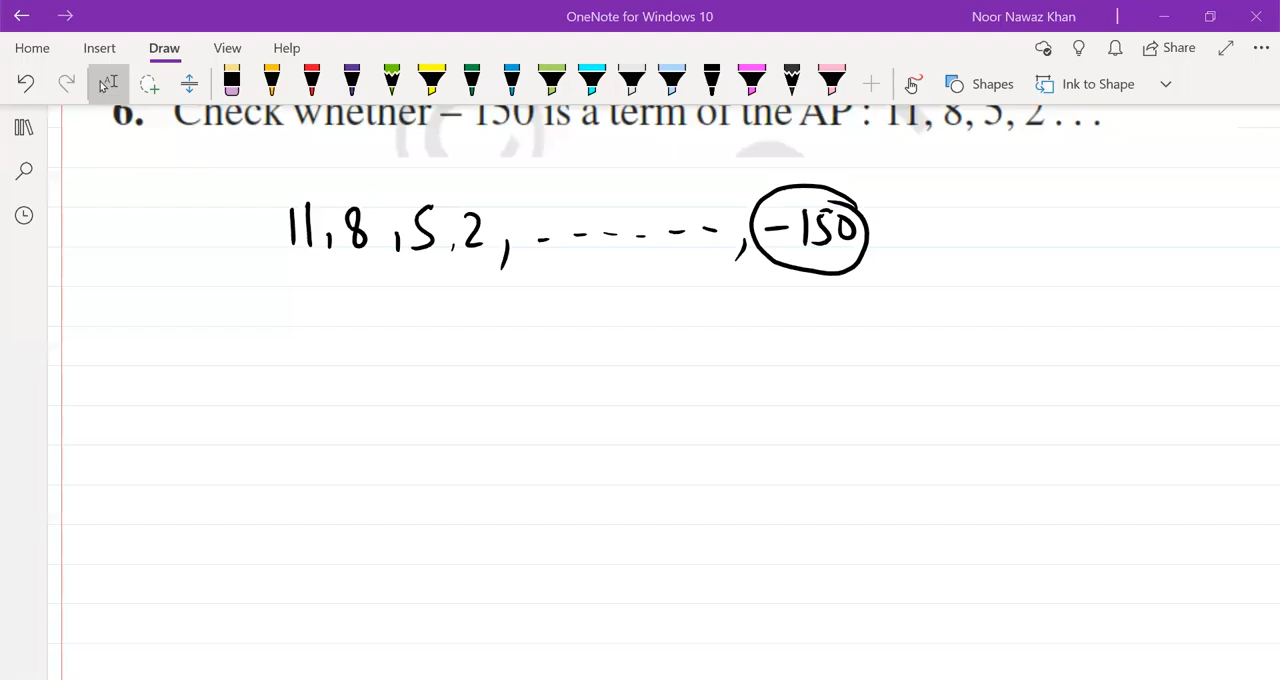 OneNote for Windows 10
Noor Nawaz Khan
Home Insert Draw View Help
Share
Shapes Ink to Shape
6. Check whether – 150 is a term of the AP : 11, 8, 5, 2 . . .
11, 8, 5, 2, - - - - - -, -150